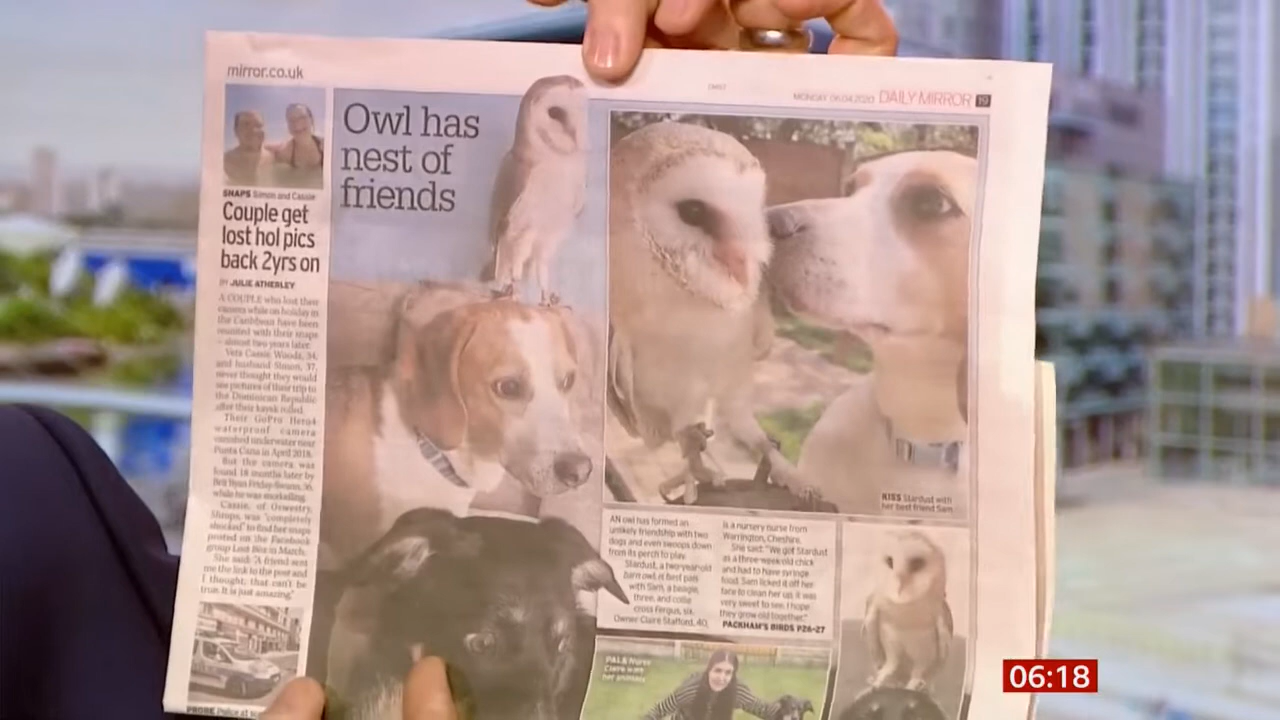 mirror.co.uk
MONDAY 06.04.2020 DAILY MIRROR 19
SNAPS Simon and Cassie
Couple get
lost hol pics
back 2yrs on
BY JULIE ATHERLEY
A COUPLE who lost their
camera while on holiday in
the Caribbean have been
reunited with their snaps
– almost two years later.
Vets Cassie Woods, 34,
and husband Simon, 37,
never thought they would
see pictures of their trip to
the Dominican Republic
after their kayak rolled.
Their GoPro Hero4
waterproof camera
vanished underwater near
Punta Cana in April 2018.
But the camera was
found 18 months later by
Brit Ryan Friday-Swann, 36,
while he was snorkelling.
Cassie, of Oswestry,
Shrops, was "completely
shocked" to find her snaps
posted on the Facebook
group Lost Box in March.
She said: "A friend sent
me the link to the post and
I thought, that can't be
true. It is just amazing."
PROBE Police at
Owl has
nest of
friends
KISS Stardust with
her best friend Sam
AN owl has formed an
unlikely friendship with two
dogs and even swoops down
from its perch to play.
Stardust, a two-year-old
barn owl, is best pals
with Sam, a beagle,
three, and collie
cross Fergus, six.
Owner Claire Stafford, 40,
is a nursery nurse from
Warrington, Cheshire.
She said: "We got Stardust
as a three-week-old chick
and had to have syringe
food. Sam licked it off her
face to clean her up, it was
very sweet to see. I hope
they grow old together."
PACKHAM'S BIRDS P26-27
PALS Nurse
Claire with
her animals
06:18